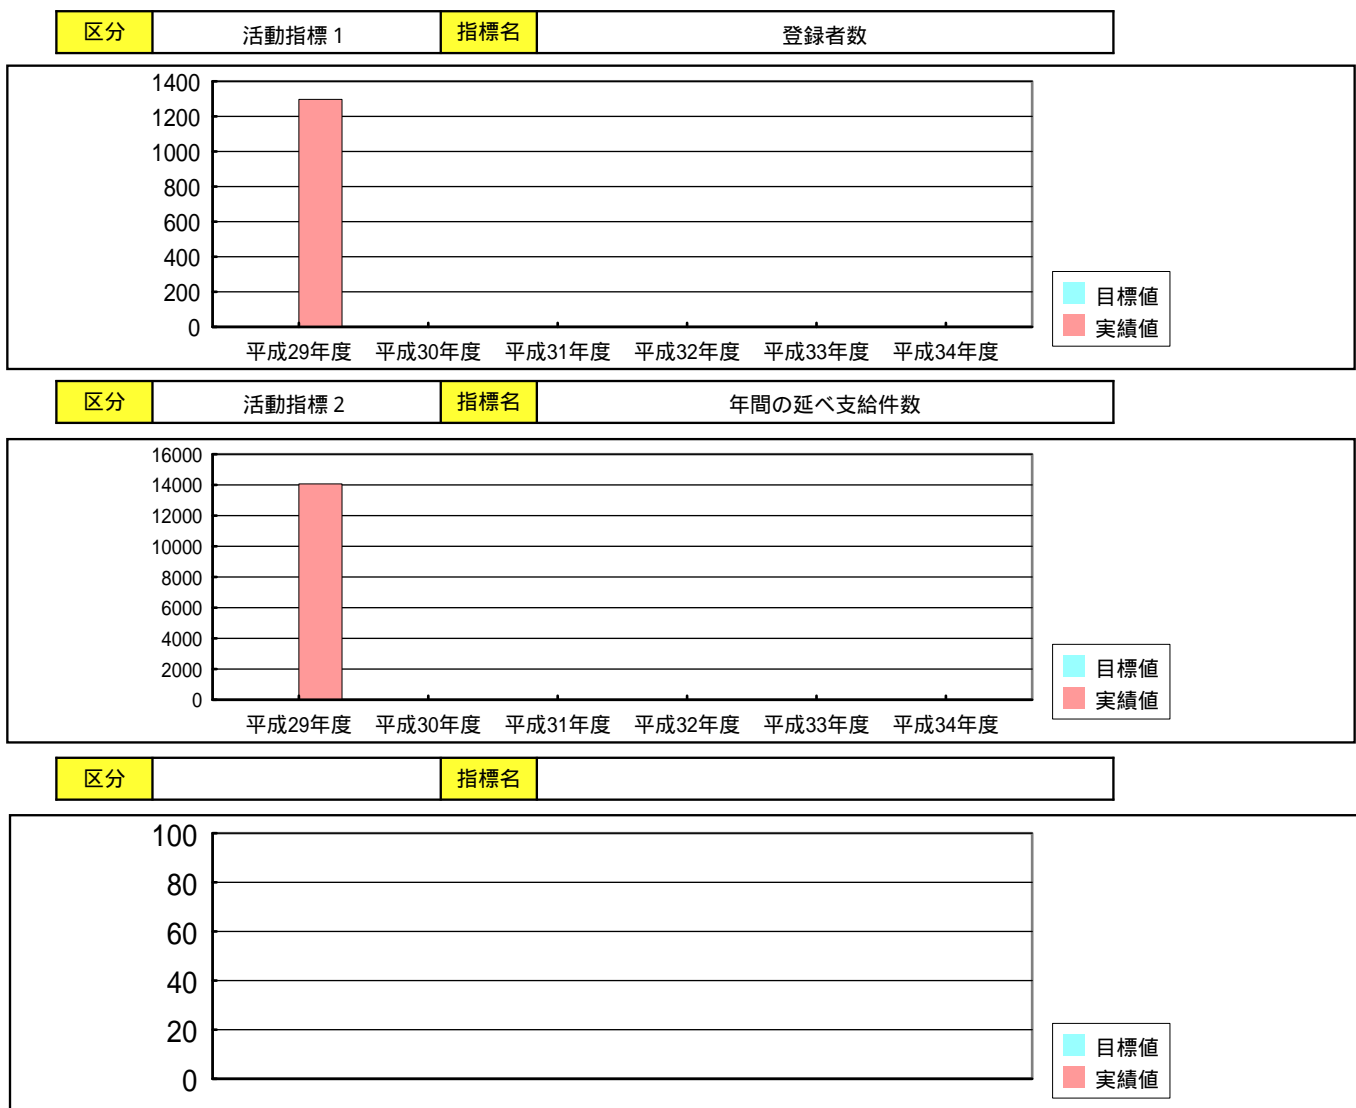 区分 活動指標1 指標名 登録者数
1400
1200
1000
800
600
400
200
0
平成29年度 平成30年度 平成31年度 平成32年度 平成33年度 平成34年度
目標値
実績値
区分 活動指標2 指標名 年間の延べ支給件数
16000
14000
12000
10000
8000
6000
4000
2000
0
平成29年度 平成30年度 平成31年度 平成32年度 平成33年度 平成34年度
目標値
実績値
区分 指標名
100
80
60
40
20
0
目標値
実績値